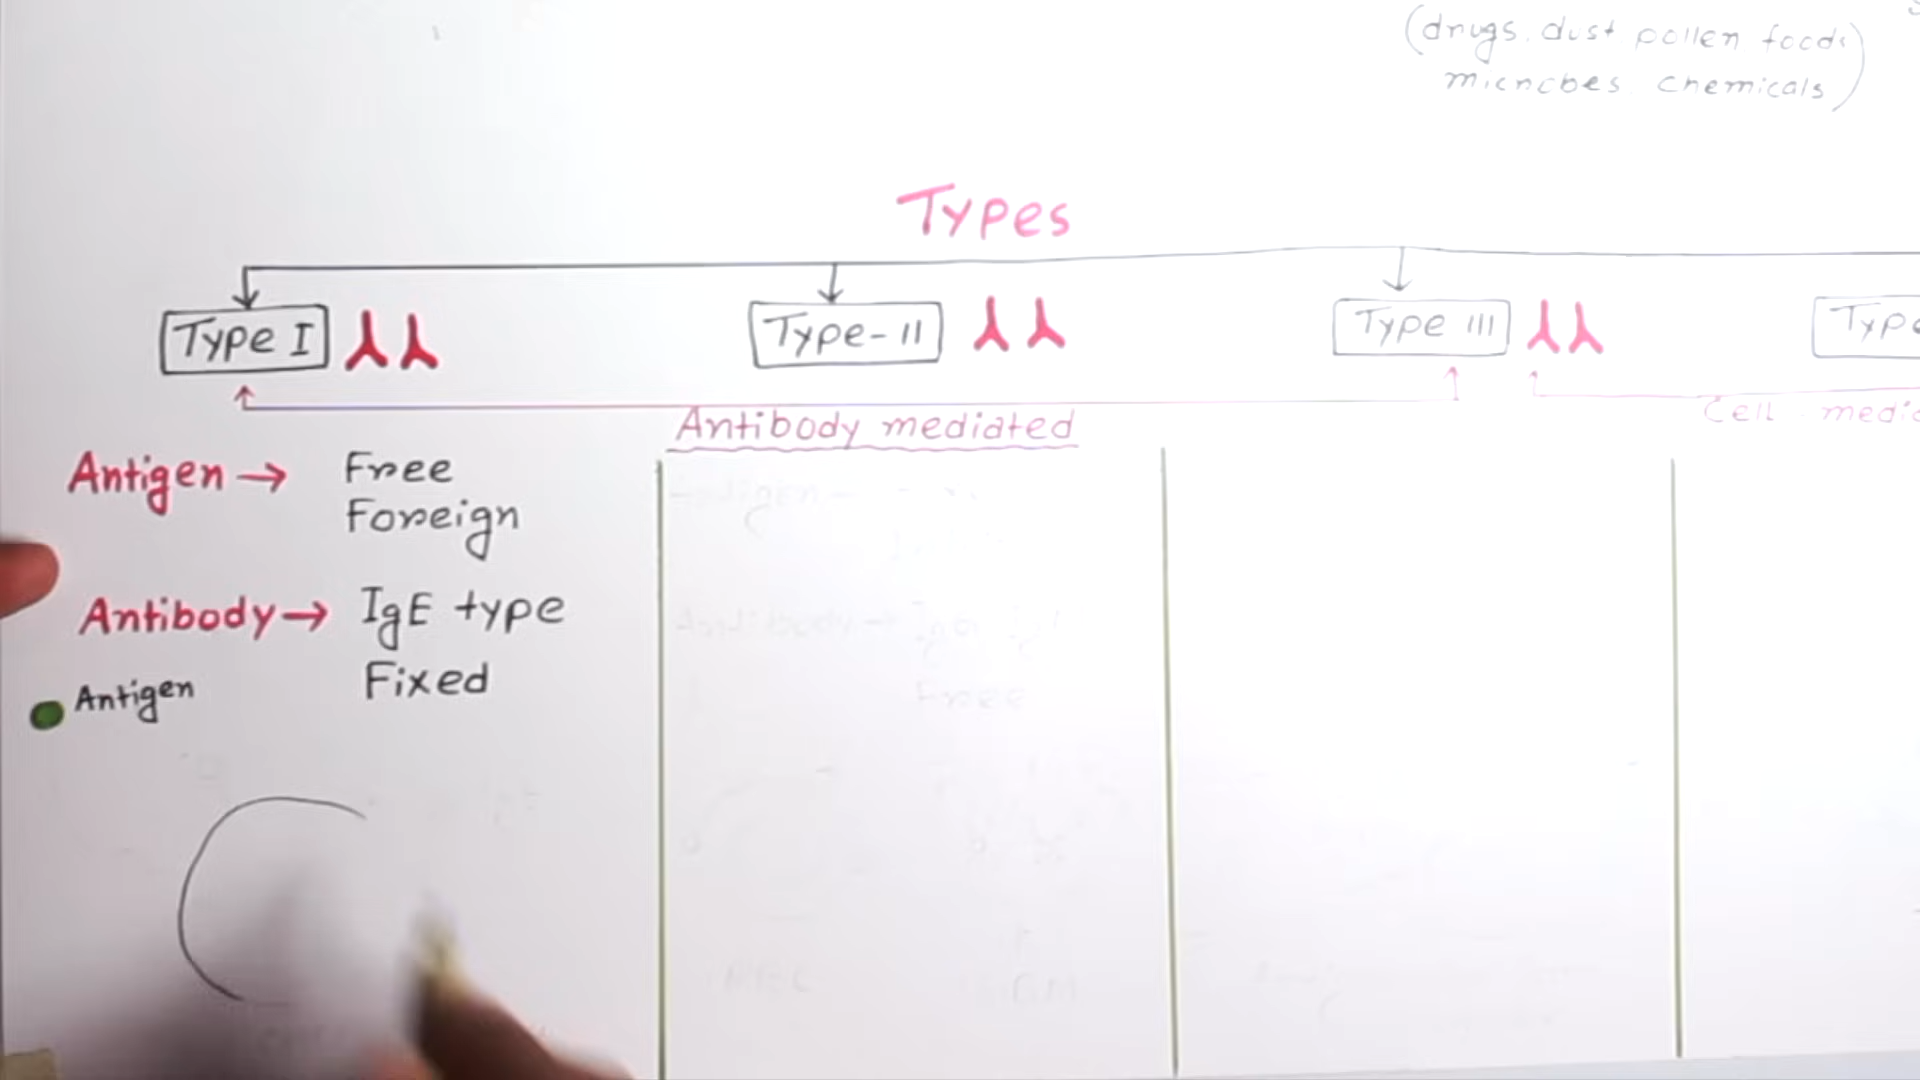 (drugs. dust pollen foods
microbes. chemicals)
Types
Type I
Type-II
Type III
Antibody mediated
Cell
Antigen → Free
Foreign
Antibody → IgE type
Fixed
Antigen